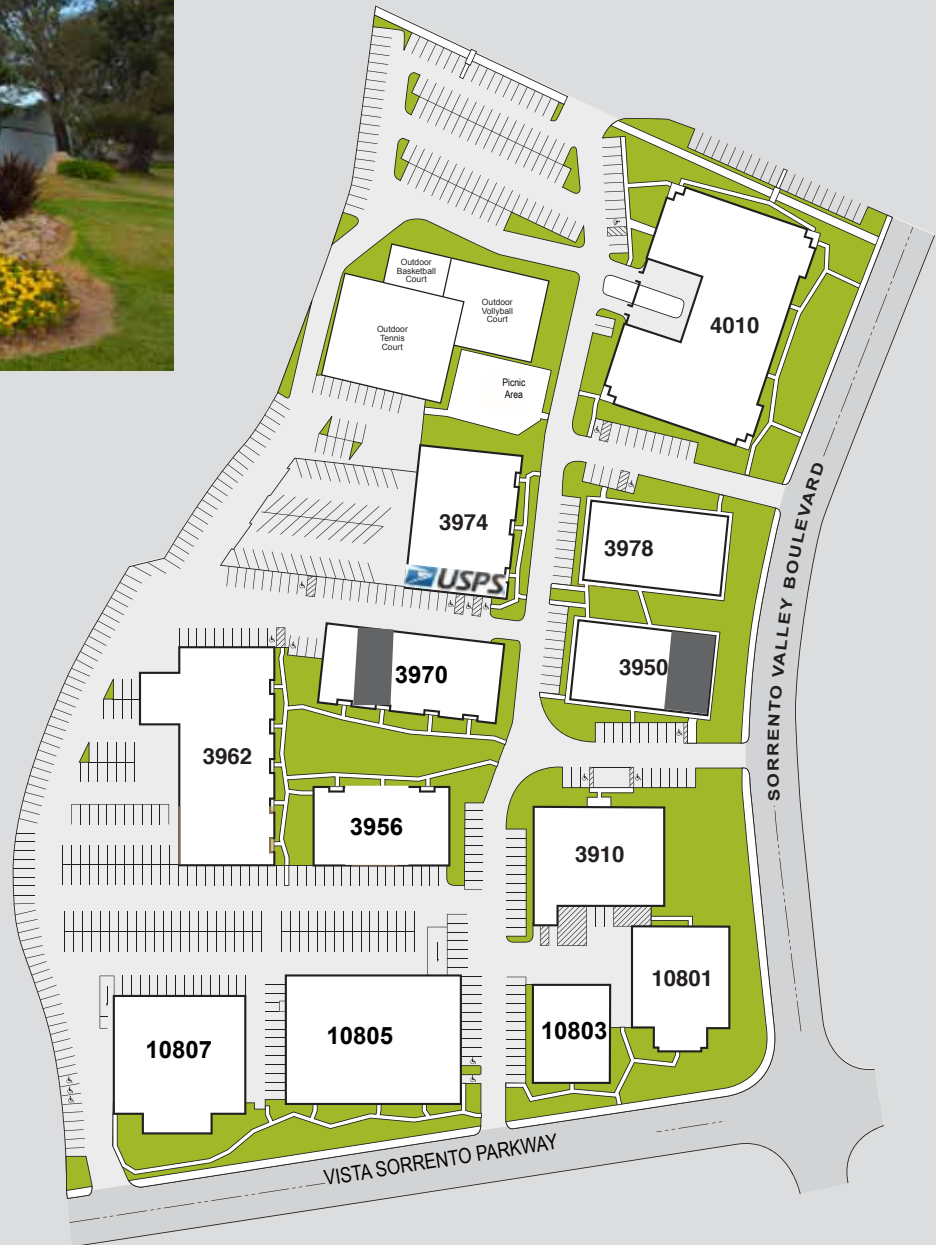 Outdoor
Basketball
Court
Outdoor
Vollyball
Court
Outdoor
Tennis
Court
Picnic
Area
4010
3974
USPS
3978
3950
3970
3962
3956
3910
10801
10803
10805
10807
SORRENTO VALLEY BOULEVARD
VISTA SORRENTO PARKWAY